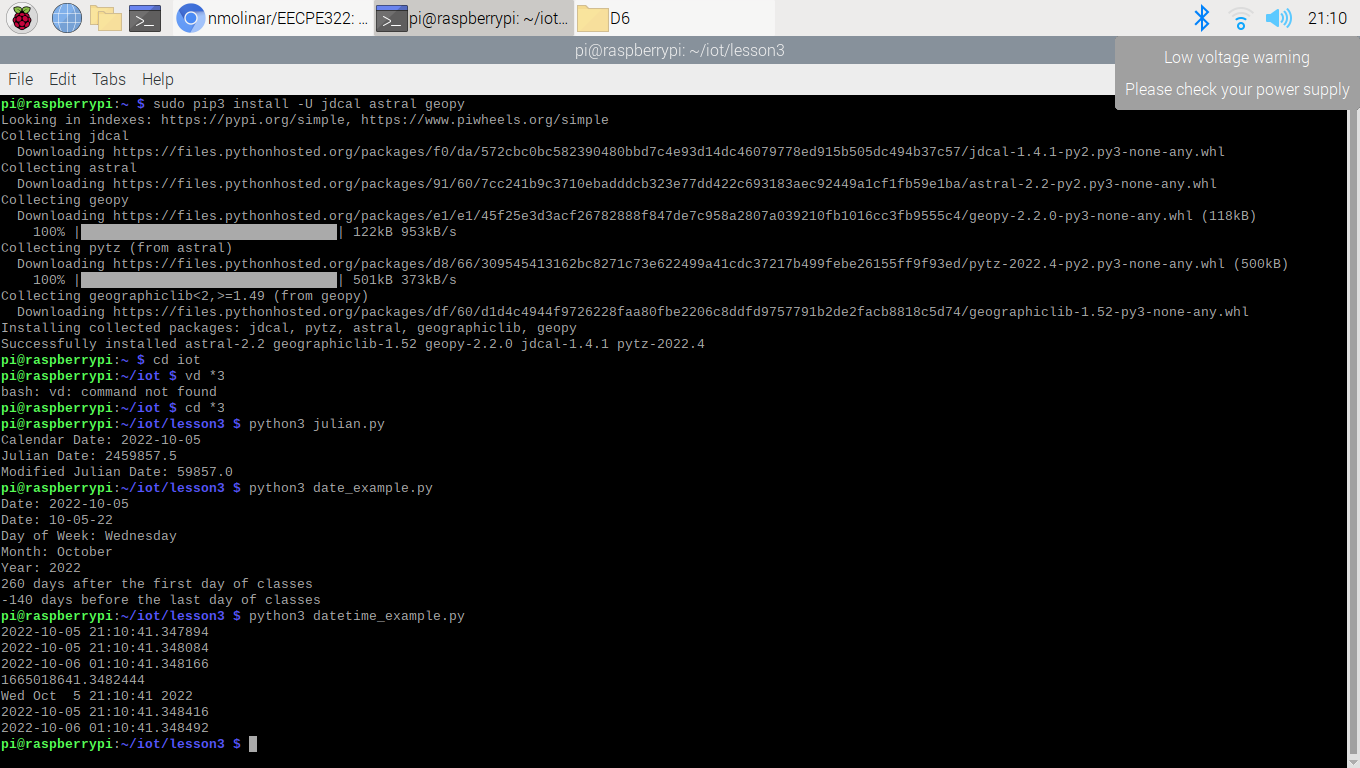 nmolinar/EECPE322: ...
pi@raspberrypi: ~/iot...
D6
21:10
pi@raspberrypi: ~/iot/lesson3
Low voltage warning
Please check your power supply
File Edit Tabs Help
pi@raspberrypi:~ $ sudo pip3 install -U jdcal astral geopy
Looking in indexes: https://pypi.org/simple, https://www.piwheels.org/simple
Collecting jdcal
  Downloading https://files.pythonhosted.org/packages/f0/da/572cbc0bc582390480bbd7c4e93d14dc46079778ed915b505dc494b37c57/jdcal-1.4.1-py2.py3-none-any.whl
Collecting astral
  Downloading https://files.pythonhosted.org/packages/91/60/7cc241b9c3710ebadddcb323e77dd422c693183aec92449a1cf1fb59e1ba/astral-2.2-py2.py3-none-any.whl
Collecting geopy
  Downloading https://files.pythonhosted.org/packages/e1/e1/45f25e3d3acf26782888f847de7c958a2807a039210fb1016cc3fb9555c4/geopy-2.2.0-py3-none-any.whl (118kB)
    100% |████████████████████████████████| 122kB 953kB/s
Collecting pytz (from astral)
  Downloading https://files.pythonhosted.org/packages/d8/66/309545413162bc8271c73e622499a41cdc37217b499febe26155ff9f93ed/pytz-2022.4-py2.py3-none-any.whl (500kB)
    100% |████████████████████████████████| 501kB 373kB/s
Collecting geographiclib<2,>=1.49 (from geopy)
  Downloading https://files.pythonhosted.org/packages/df/60/d1d4c4944f9726228faa80fbe2206c8ddfd9757791b2de2facb8818c5d74/geographiclib-1.52-py3-none-any.whl
Installing collected packages: jdcal, pytz, astral, geographiclib, geopy
Successfully installed astral-2.2 geographiclib-1.52 geopy-2.2.0 jdcal-1.4.1 pytz-2022.4
pi@raspberrypi:~ $ cd iot
pi@raspberrypi:~/iot $ vd *3
bash: vd: command not found
pi@raspberrypi:~/iot $ cd *3
pi@raspberrypi:~/iot/lesson3 $ python3 julian.py
Calendar Date: 2022-10-05
Julian Date: 2459857.5
Modified Julian Date: 59857.0
pi@raspberrypi:~/iot/lesson3 $ python3 date_example.py
Date: 2022-10-05
Date: 10-05-22
Day of Week: Wednesday
Month: October
Year: 2022
260 days after the first day of classes
-140 days before the last day of classes
pi@raspberrypi:~/iot/lesson3 $ python3 datetime_example.py
2022-10-05 21:10:41.347894
2022-10-05 21:10:41.348084
2022-10-06 01:10:41.348166
1665018641.3482444
Wed Oct  5 21:10:41 2022
2022-10-05 21:10:41.348416
2022-10-06 01:10:41.348492
pi@raspberrypi:~/iot/lesson3 $